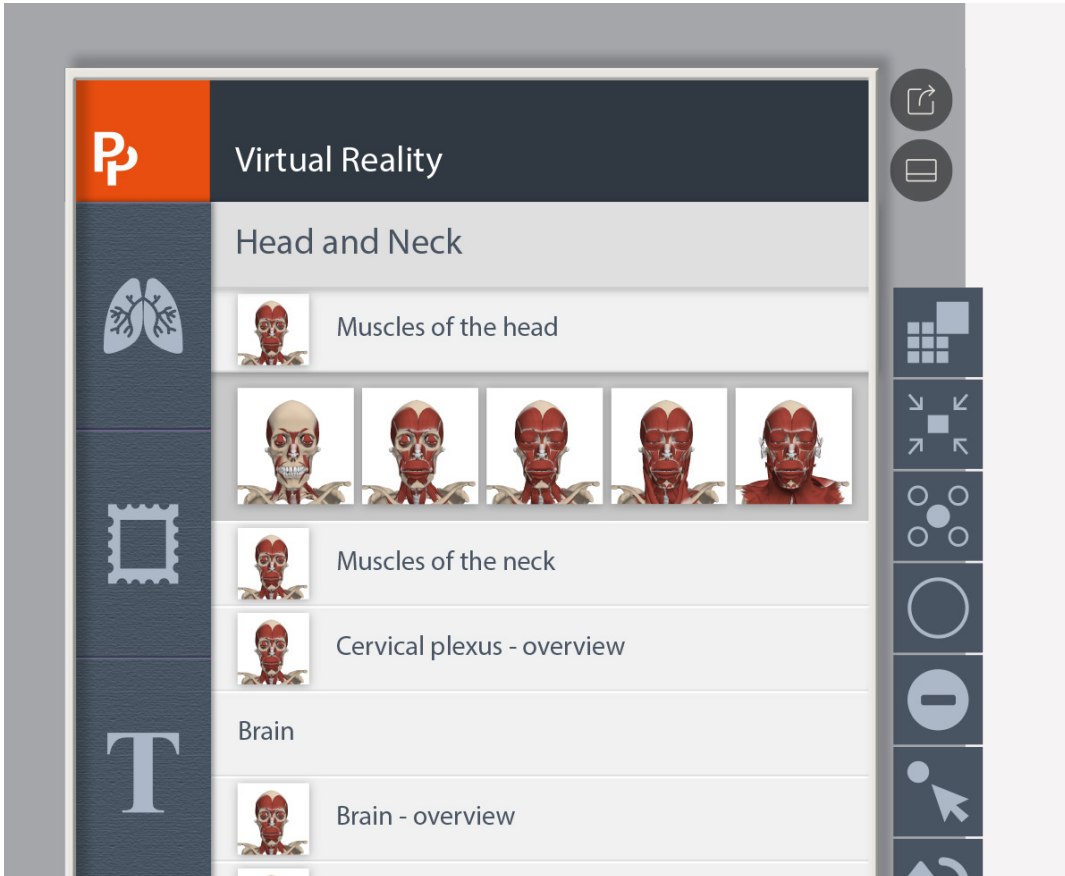 Pp
Virtual Reality
Head and Neck
Muscles of the head
Muscles of the neck
Cervical plexus - overview
Brain
T
Brain - overview